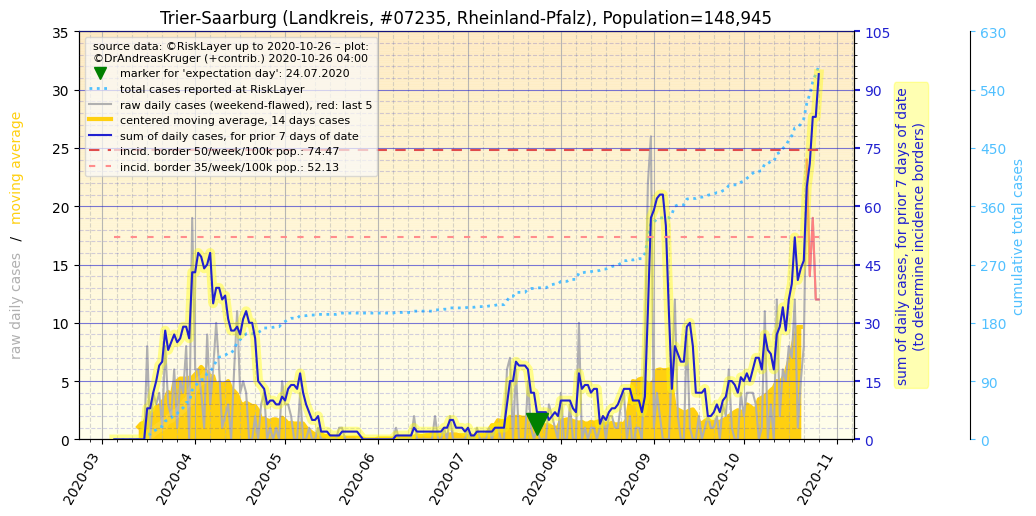 Trier-Saarburg (Landkreis, #07235, Rheinland-Pfalz), Population=148,945
source data: ©RiskLayer up to 2020-10-26 – plot:
©DrAndreasKruger (+contrib.) 2020-10-26 04:00
marker for 'expectation day': 24.07.2020
total cases reported at RiskLayer
raw daily cases (weekend-flawed), red: last 5
centered moving average, 14 days cases
sum of daily cases, for prior 7 days of date
incid. border 50/week/100k pop.: 74.47
incid. border 35/week/100k pop.: 52.13
raw daily cases / moving average
35
30
25
20
15
10
5
0
105
90
75
60
45
30
15
0
sum of daily cases, for prior 7 days of date
(to determine incidence borders)
630
540
450
360
270
180
90
0
cumulative total cases
2020-03
2020-04
2020-05
2020-06
2020-07
2020-08
2020-09
2020-10
2020-11